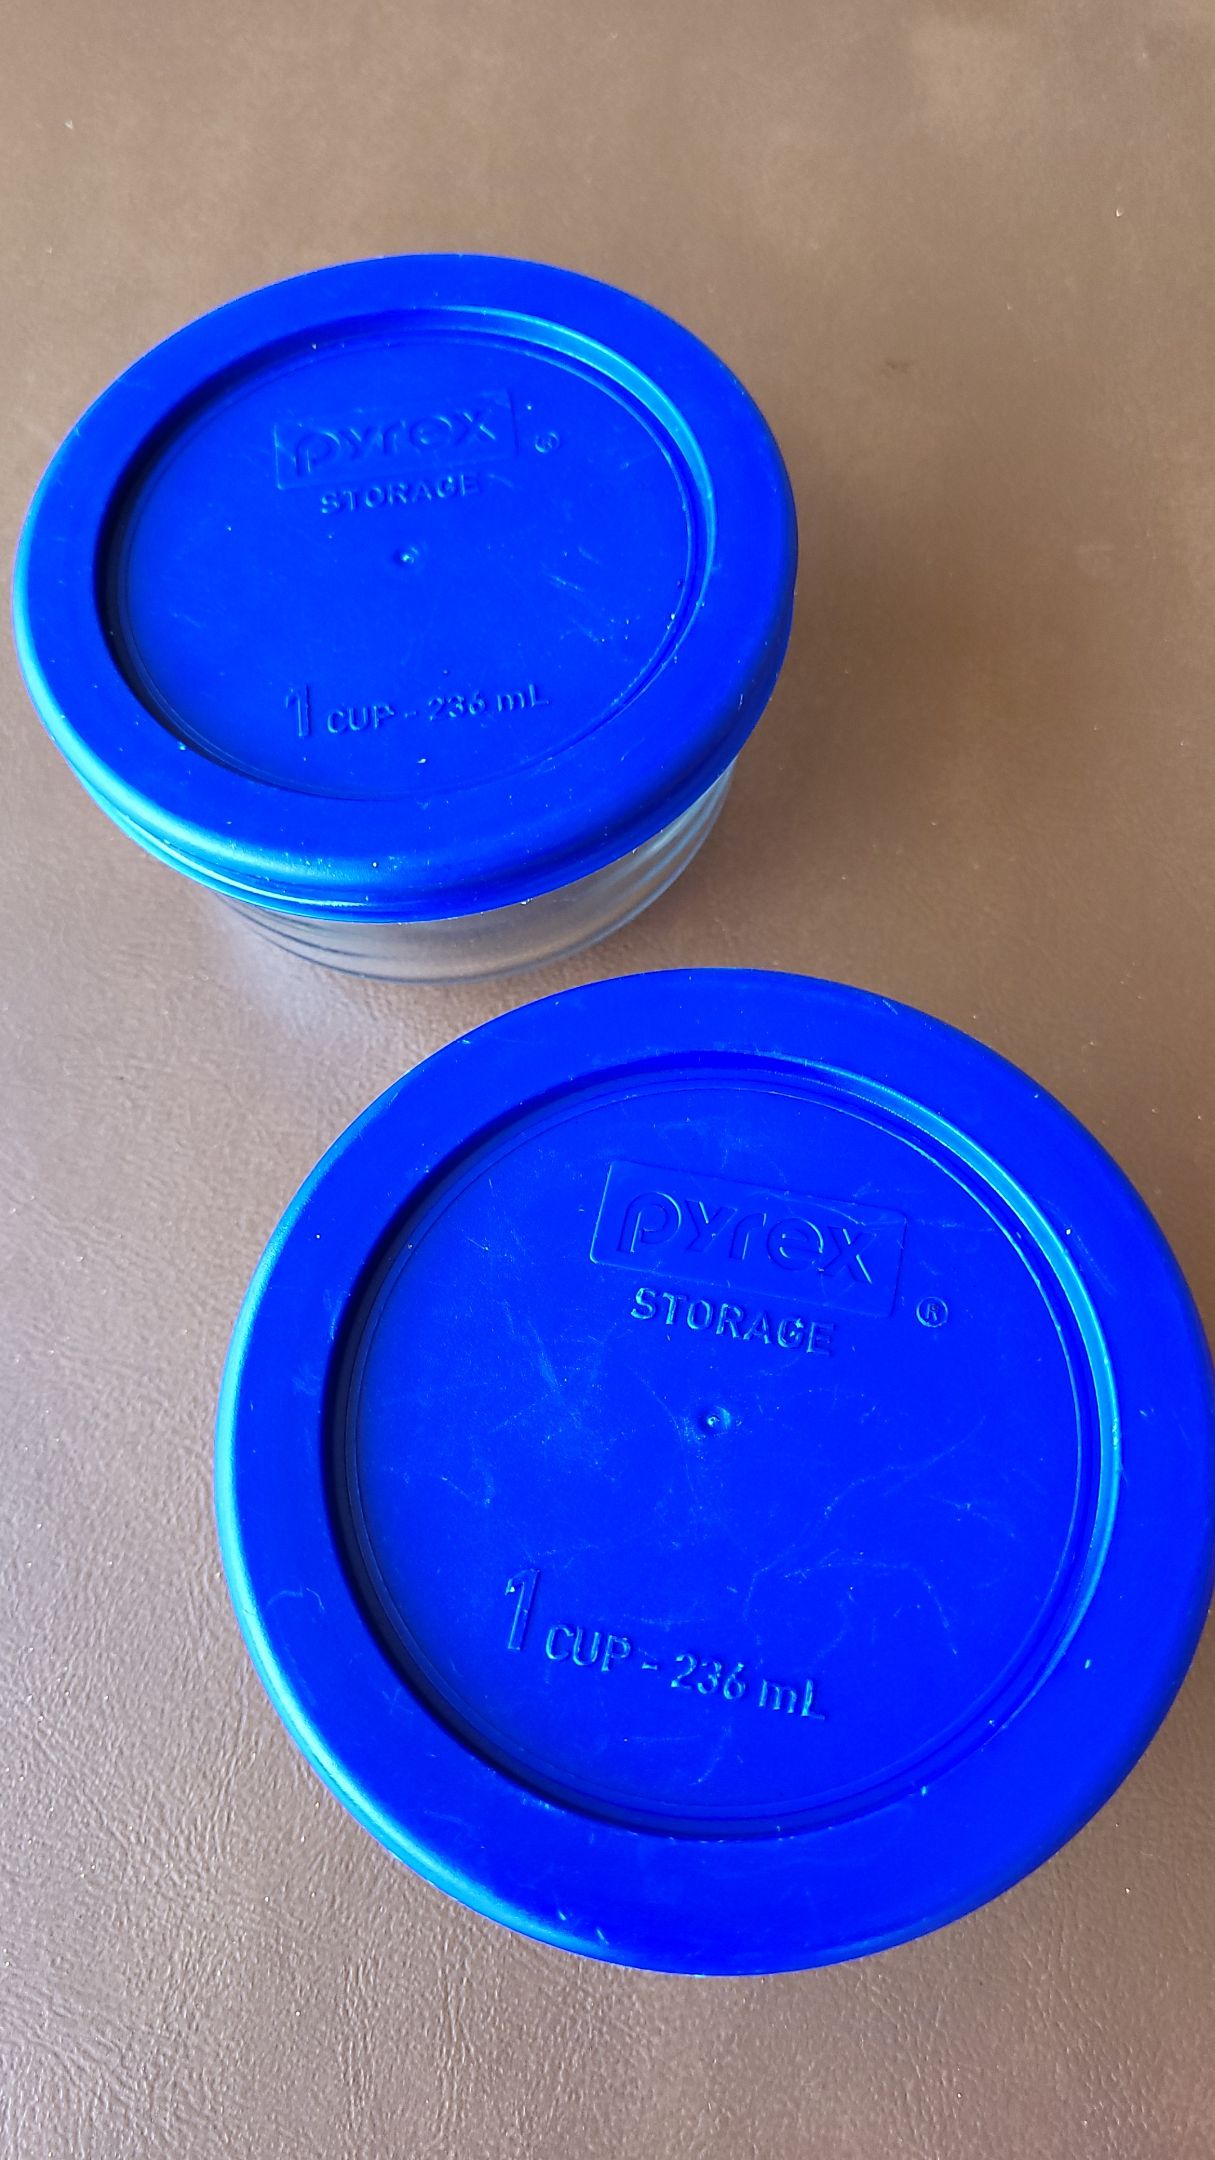 pyrex ®
STORAGE
1 CUP - 236 mL
pyrex
STORAGE ®
1 CUP - 236 mL